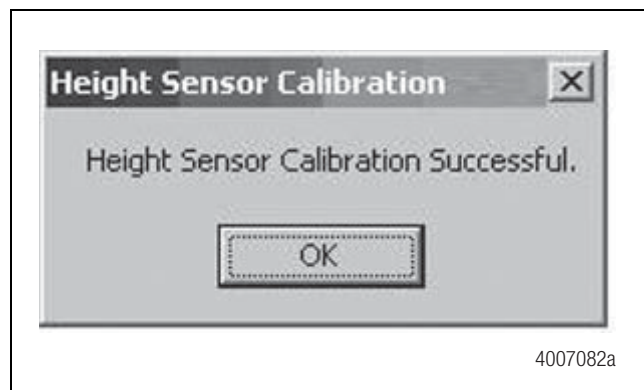 Height Sensor Calibration
Height Sensor Calibration Successful.
OK
4007082a